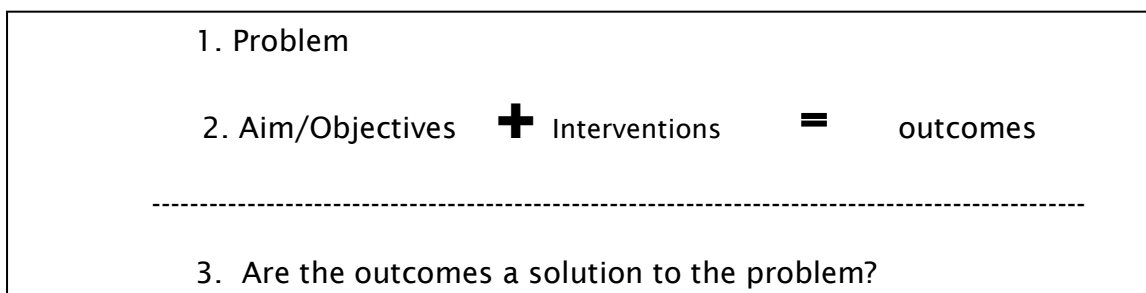 1. Problem
2. Aim/Objectives + Interventions = outcomes
--------------------------------------------------------------------------------------------------
3. Are the outcomes a solution to the problem?